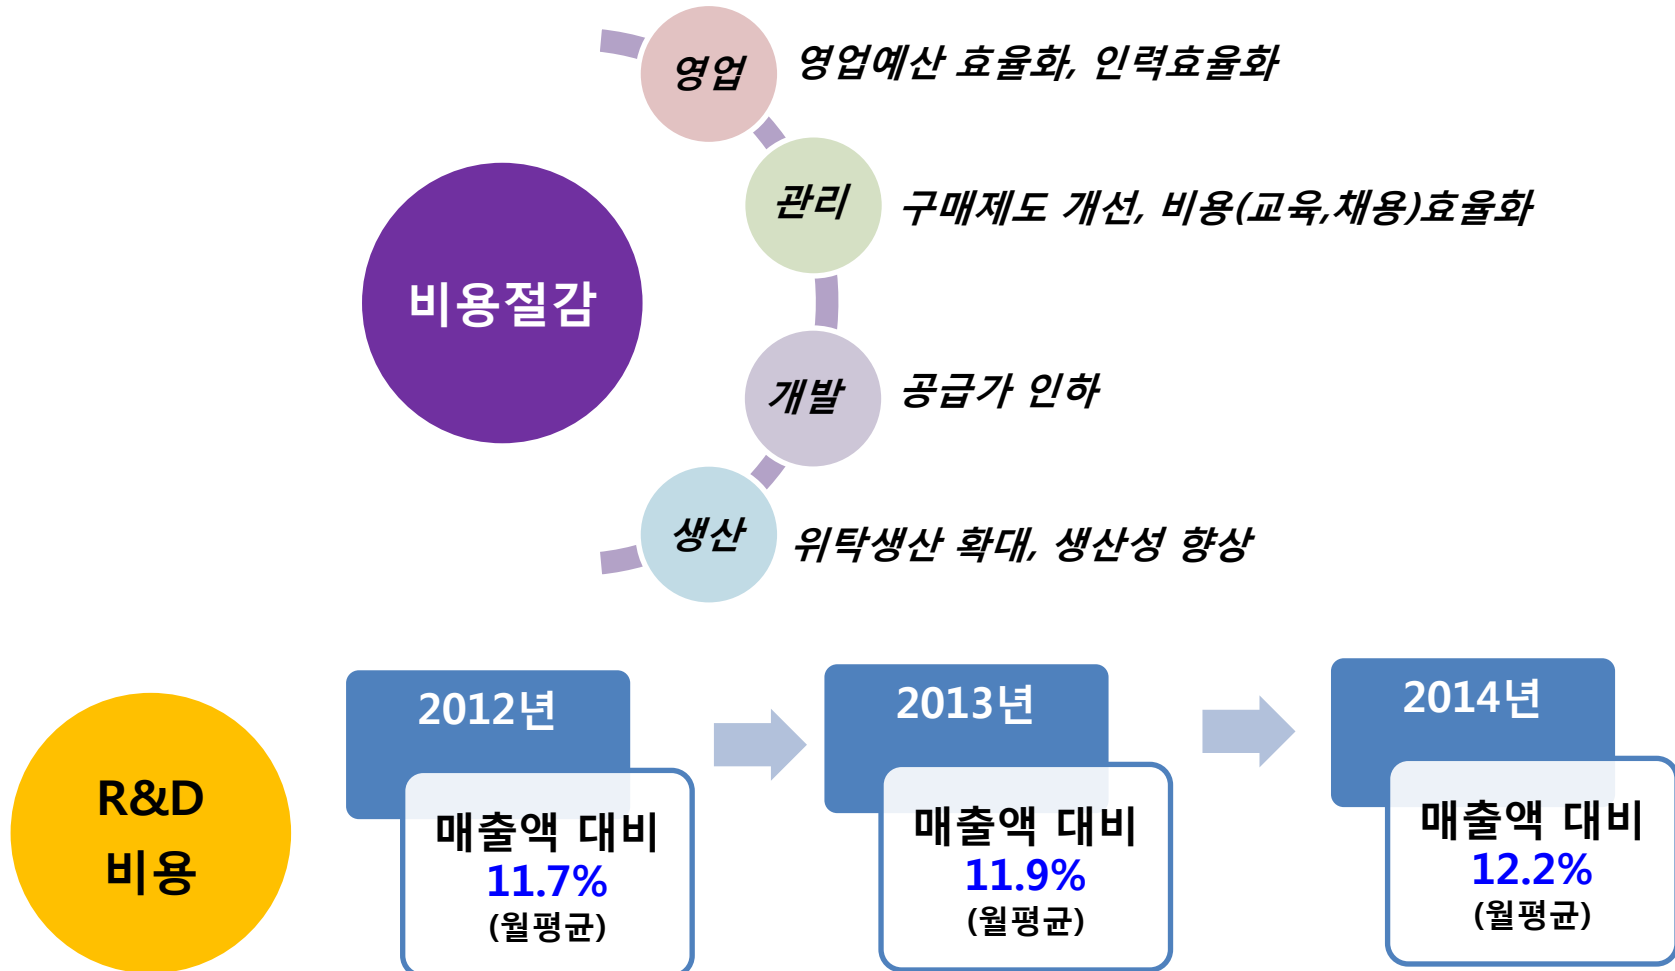 영업
영업예산 효율화, 인력효율화
관리
구매제도 개선, 비용(교육,채용)효율화
비용절감
개발
공급가 인하
생산
위탁생산 확대, 생산성 향상
R&D
비용
2012년
매출액 대비
11.7%
(월평균)
2013년
매출액 대비
11.9%
(월평균)
2014년
매출액 대비
12.2%
(월평균)